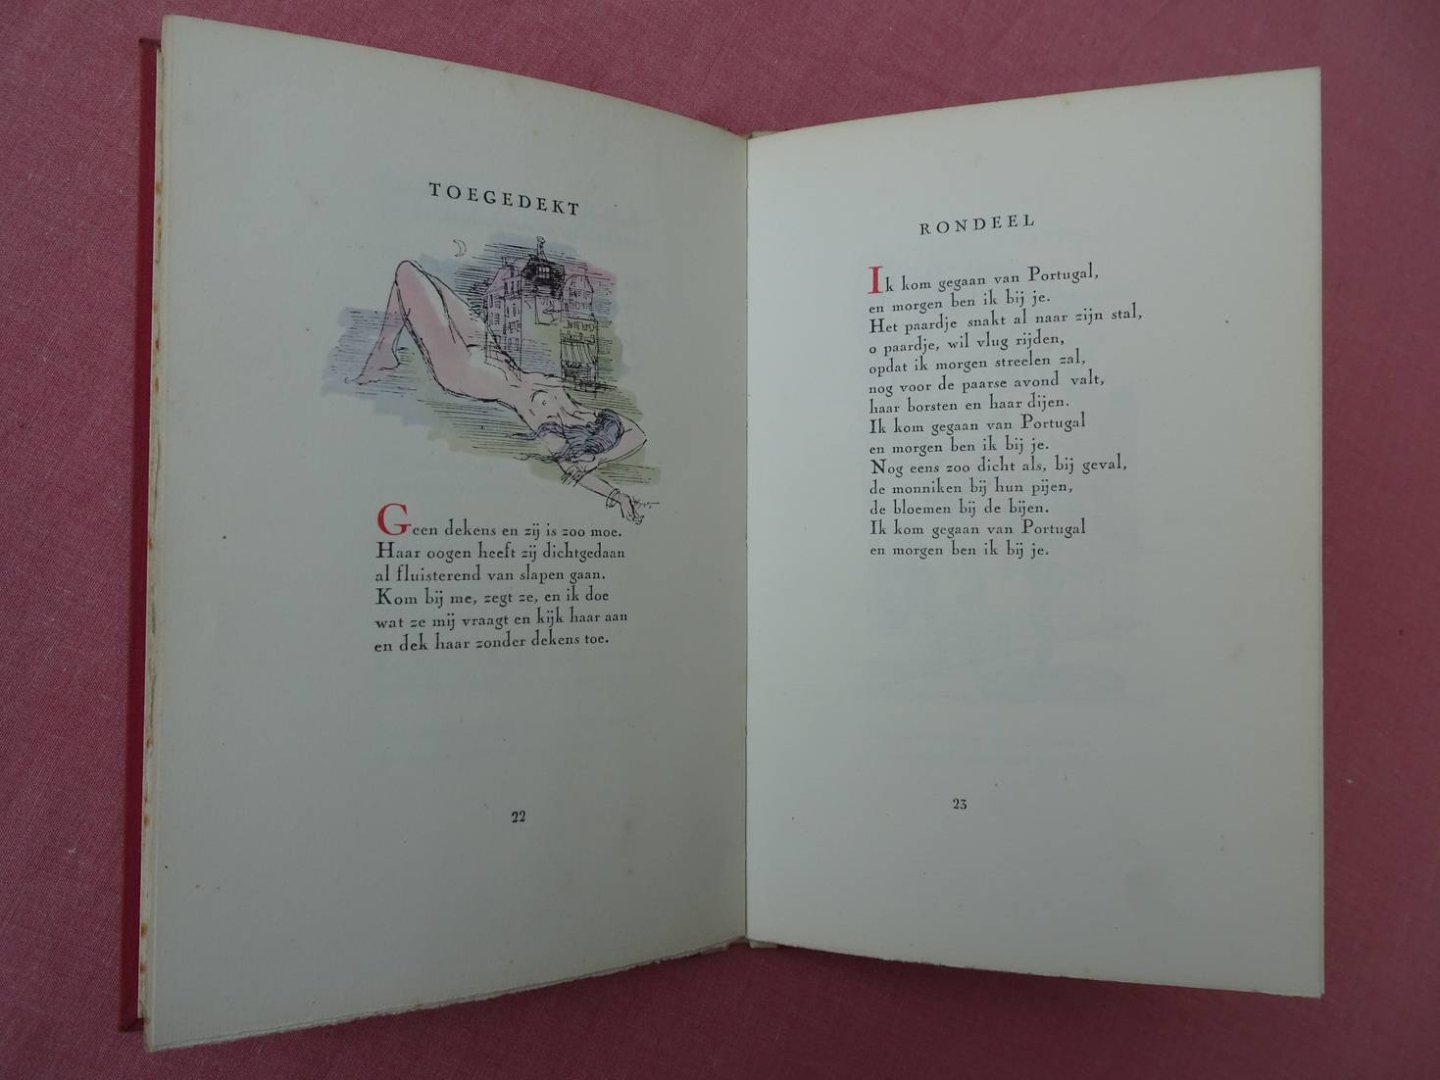 TOEGEDEKT
Geen dekens en zij is zoo moe.
Haar oogen heeft zij dichtgedaan
al fluisterend van slapen gaan.
Kom bij me, zegt ze, en ik doe
wat ze mij vraagt en kijk haar aan
en dek haar zonder dekens toe.
22
RONDEEL
Ik kom gegaan van Portugal,
en morgen ben ik bij je.
Het paardje snakt al naar zijn stal,
o paardje, wil vlug rijden,
opdat ik morgen streelen zal,
nog voor de paarse avond valt,
haar borsten en haar dijen.
Ik kom gegaan van Portugal
en morgen ben ik bij je.
Nog eens zoo dicht als, bij geval,
de monniken bij hun pijen,
de bloemen bij de bijen.
Ik kom gegaan van Portugal
en morgen ben ik bij je.
23